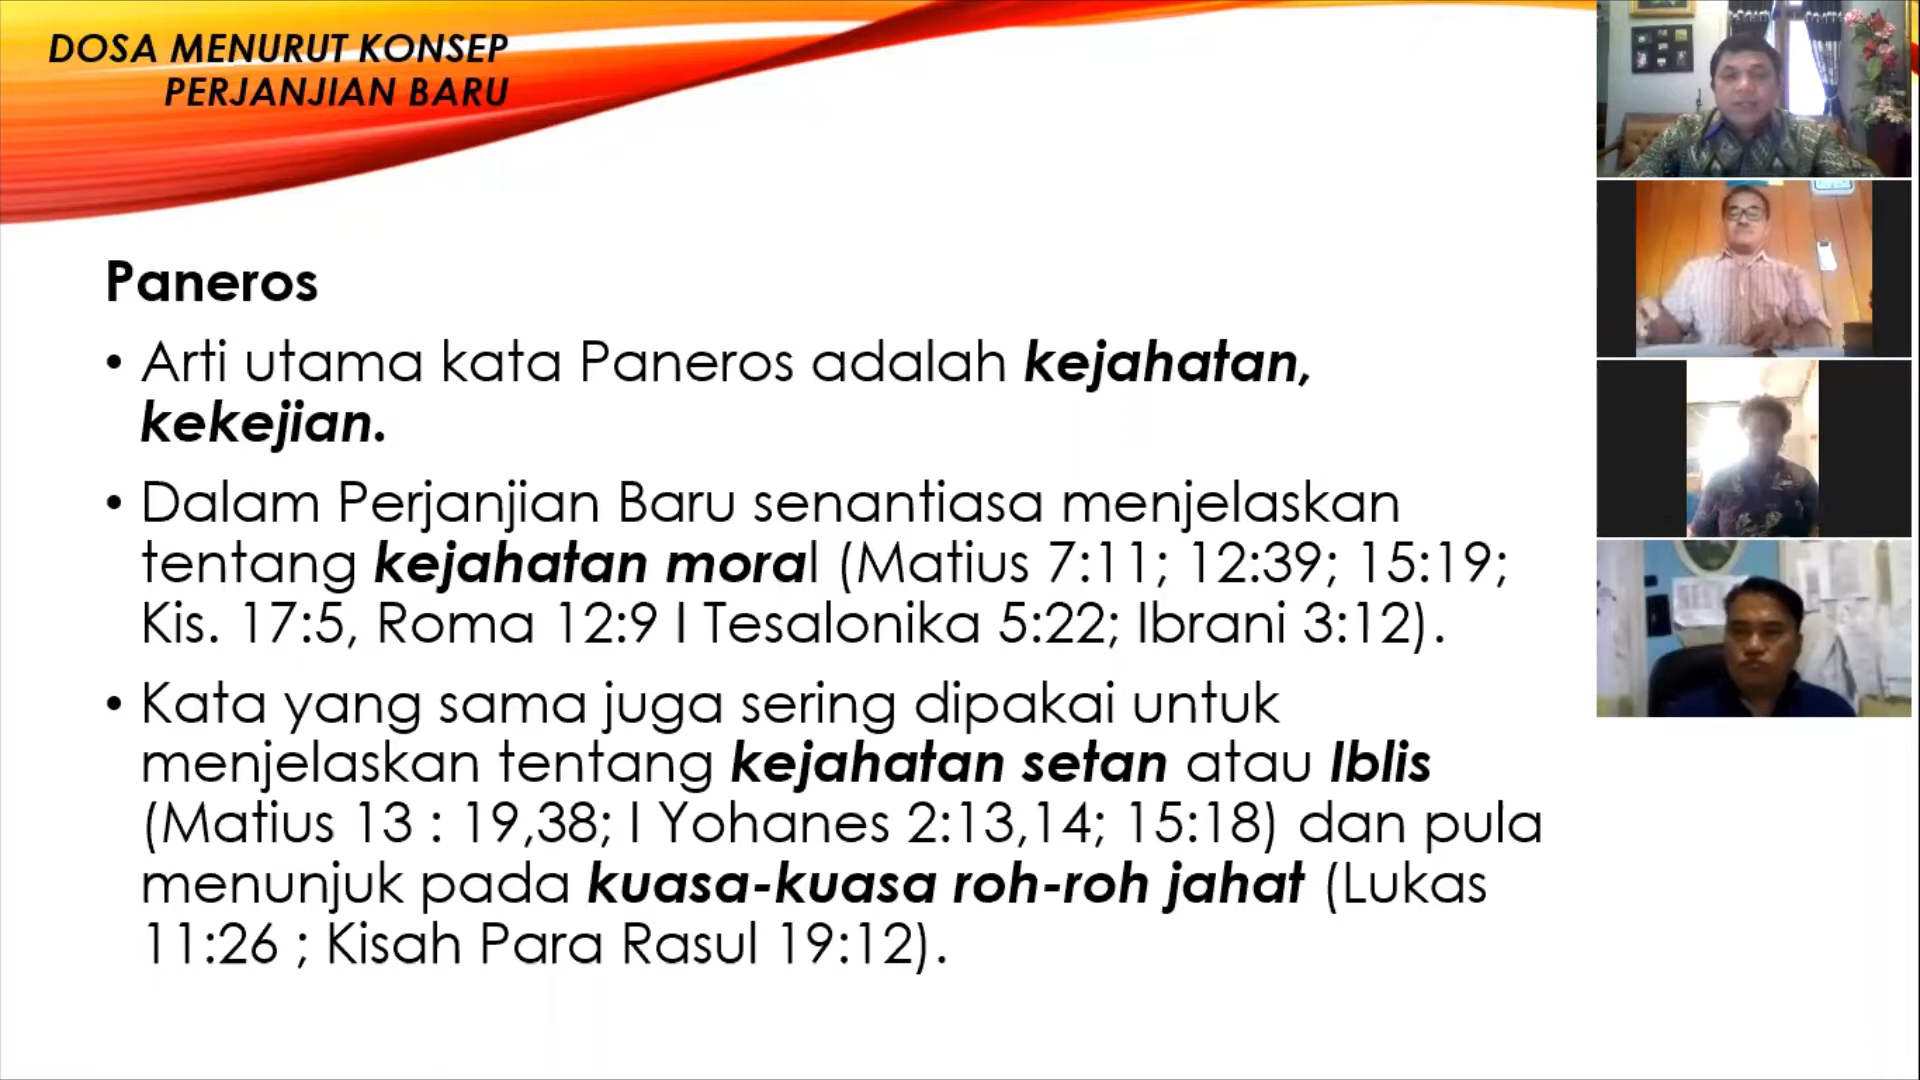 DOSA MENURUT KONSEP
PERJANJIAN BARU
Paneros
• Arti utama kata Paneros adalah kejahatan,
kekejian.
• Dalam Perjanjian Baru senantiasa menjelaskan
tentang kejahatan moral (Matius 7:11; 12:39; 15:19;
Kis. 17:5, Roma 12:9 I Tesalonika 5:22; Ibrani 3:12).
• Kata yang sama juga sering dipakai untuk
menjelaskan tentang kejahatan setan atau Iblis
(Matius 13 : 19,38; I Yohanes 2:13,14; 15:18) dan pula
menunjuk pada kuasa-kuasa roh-roh jahat (Lukas
11:26 ; Kisah Para Rasul 19:12).